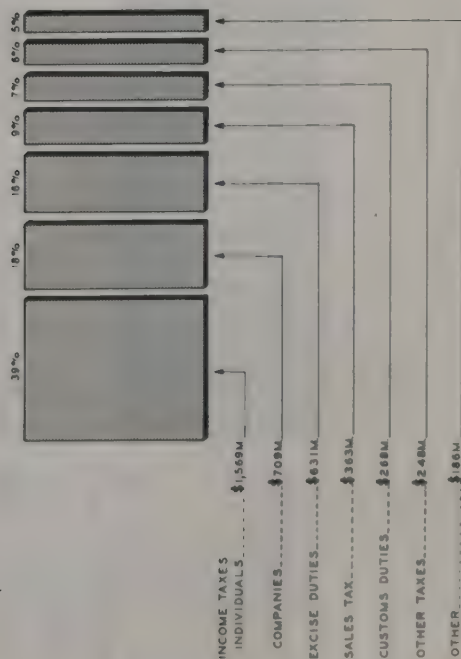 39% 18% 16% 9% 7% 6% 5%
INCOME TAXES
INDIVIDUALS $1,569M
COMPANIES $709M
EXCISE DUTIES $631M
SALES TAX $363M
CUSTOMS DUTIES $268M
OTHER TAXES $248M
OTHER $186M